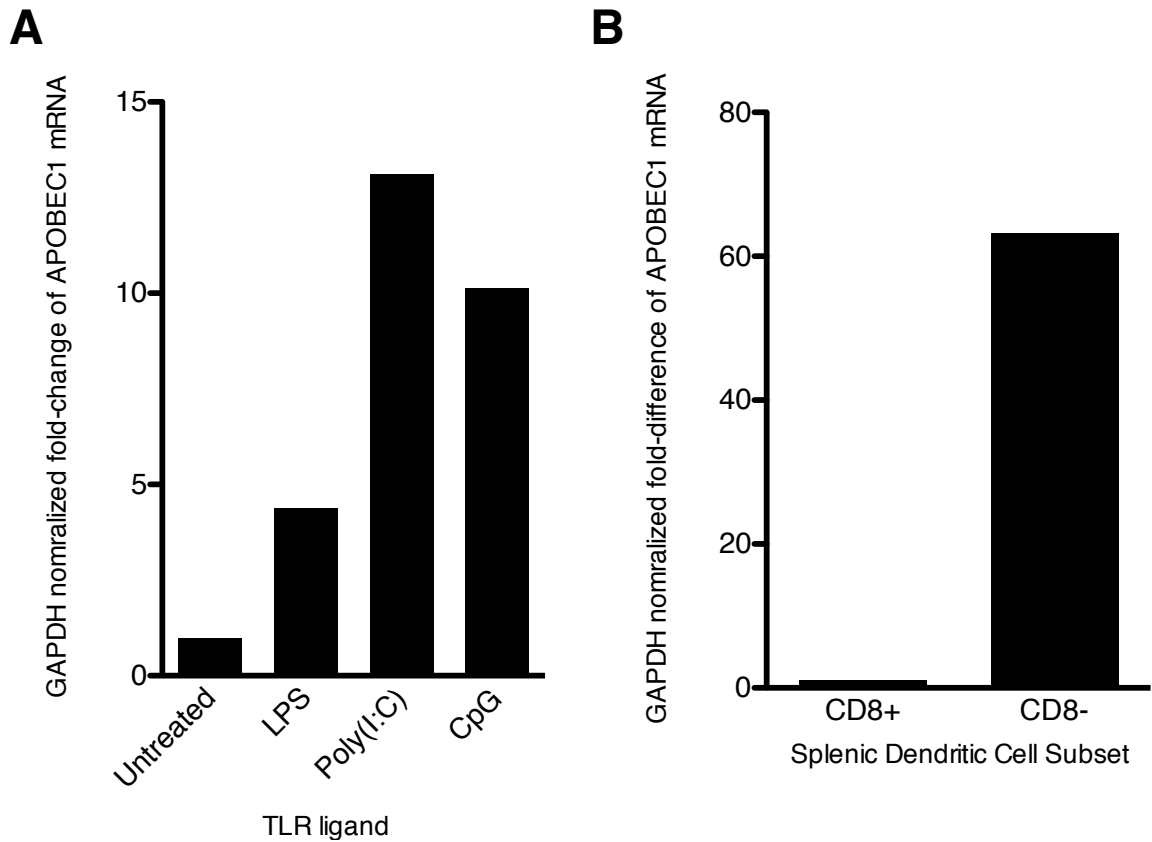 A
GAPDH nomralized fold-change of APOBEC1 mRNA
15
10
5
0
Untreated
LPS
Poly(I:C)
CpG
TLR ligand
B
GAPDH nomralized fold-difference of APOBEC1 mRNA
80
60
40
20
0
CD8+
CD8-
Splenic Dendritic Cell Subset